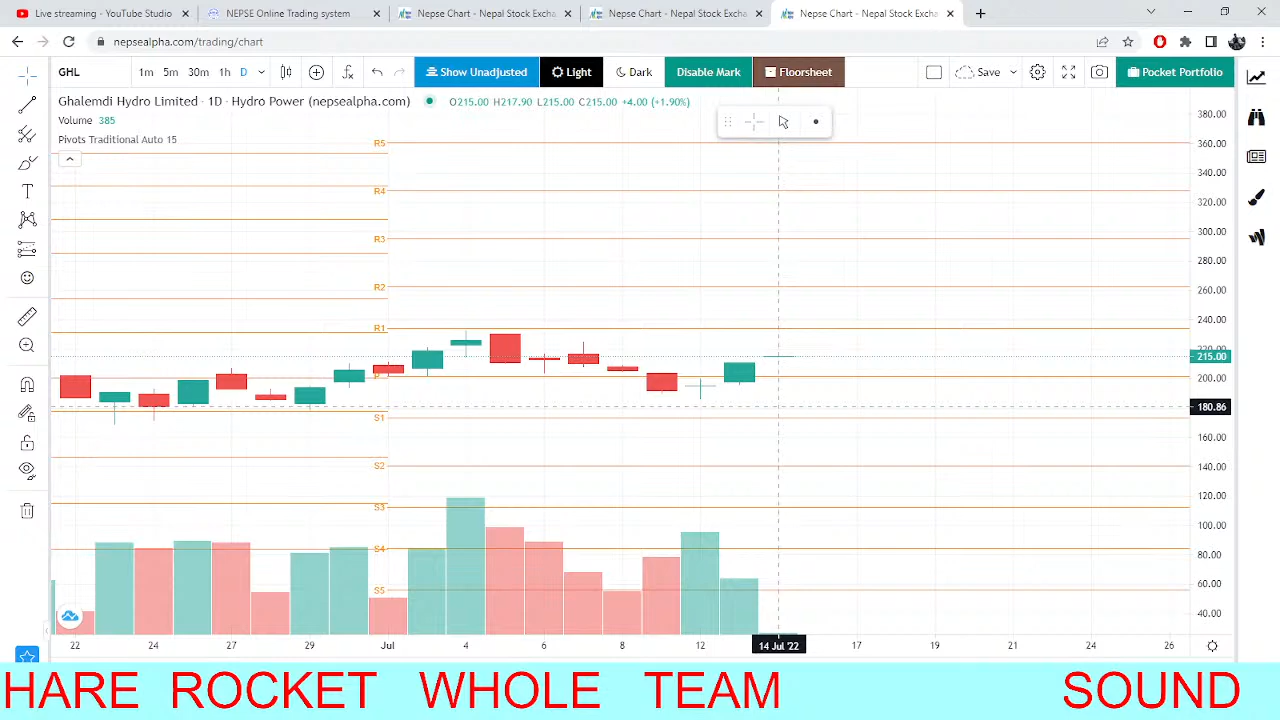 Live streaming - YouTube Studio
NEPSE Online Trading system
Nepse Chart - Nepal Stock Excha
Nepse Chart - Nepal Stock Excha
Nepse Chart - Nepal Stock Excha
nepsealpha.com/trading/chart
GHL 1m 5m 30m 1h D Show Unadjusted Light Dark Disable Mark Floorsheet Save Pocket Portfolio
Ghalemdi Hydro Limited · 1D · Hydro Power (nepsealpha.com) O215.00 H217.90 L215.00 C215.00 +4.00 (+1.90%)
Volume 385
Pivots Traditional Auto 15
R5
R4
R3
R2
R1
P
S1
S2
S3
S4
S5
380.00
360.00
340.00
320.00
300.00
280.00
260.00
240.00
215.00
200.00
180.86
160.00
140.00
120.00
100.00
80.00
60.00
40.00
22 24 27 29 Jul 4 6 8 12 14 Jul '22 17 19 21 24 26
HARE ROCKET WHOLE TEAM SOUND